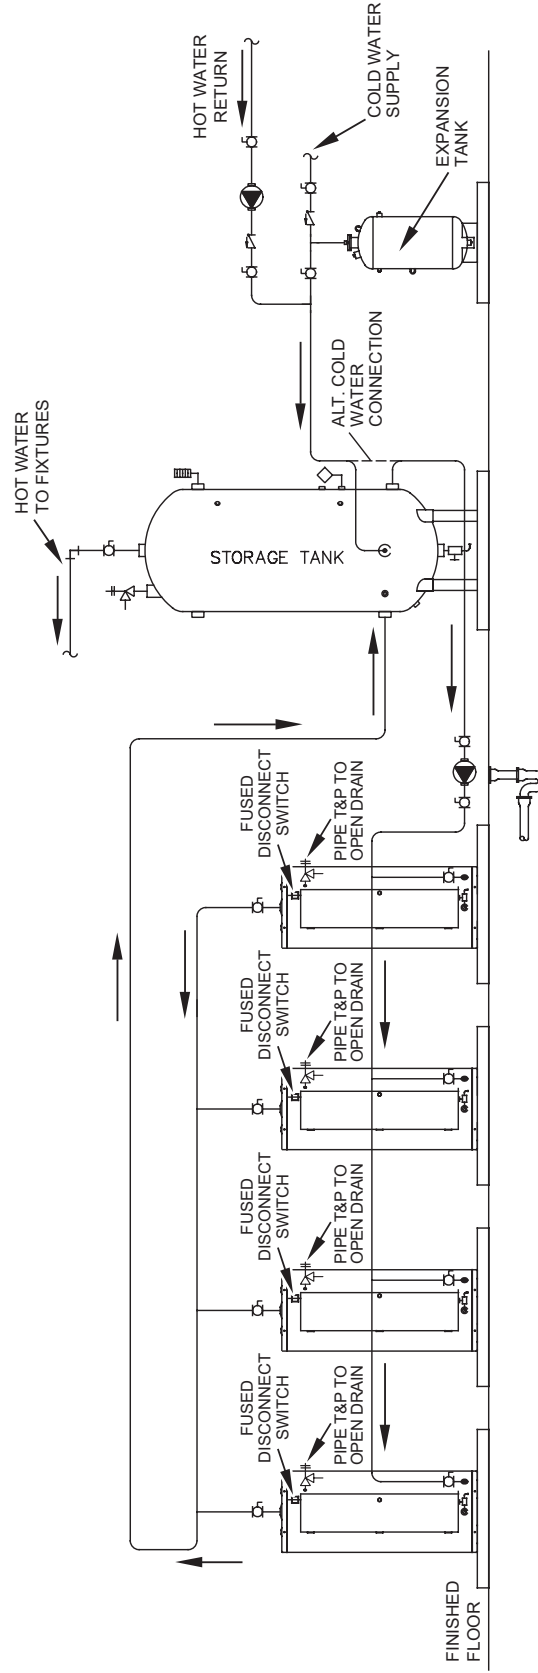 HOT WATER
TO FIXTURES
HOT WATER
RETURN
COLD WATER
SUPPLY
EXPANSION
TANK
ALT. COLD
WATER
CONNECTION
STORAGE TANK
FUSED
DISCONNECT
SWITCH
PIPE T&P TO
OPEN DRAIN
FUSED
DISCONNECT
SWITCH
PIPE T&P TO
OPEN DRAIN
FUSED
DISCONNECT
SWITCH
PIPE T&P TO
OPEN DRAIN
FUSED
DISCONNECT
SWITCH
PIPE T&P TO
OPEN DRAIN
FINISHED
FLOOR